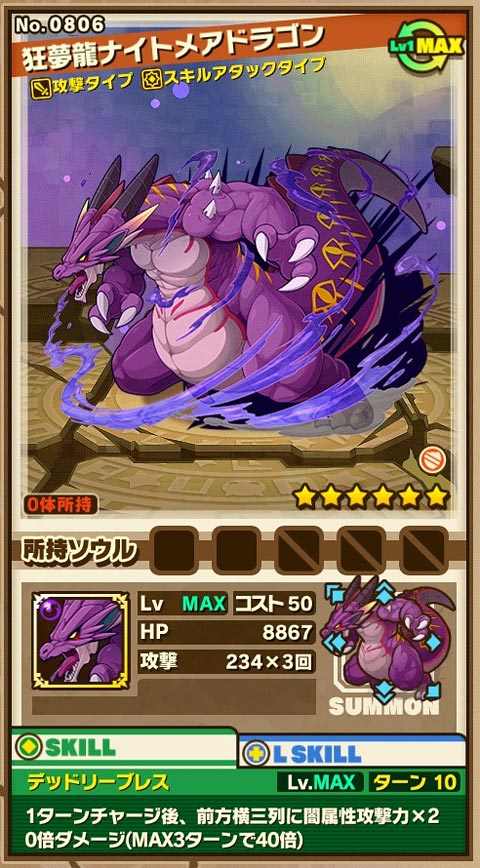 No.0806
狂夢龍ナイトメアドラゴン
Lv1 MAX
攻撃タイプ スキルアタックタイプ
0体所持
所持ソウル
Lv MAX コスト50
HP 8867
攻撃 234×3回
SUMMON
SKILL
L SKILL
デッドリーブレス Lv.MAX ターン 10
1ターンチャージ後、前方横三列に闇属性攻撃力×2
0倍ダメージ(MAX3ターンで40倍)